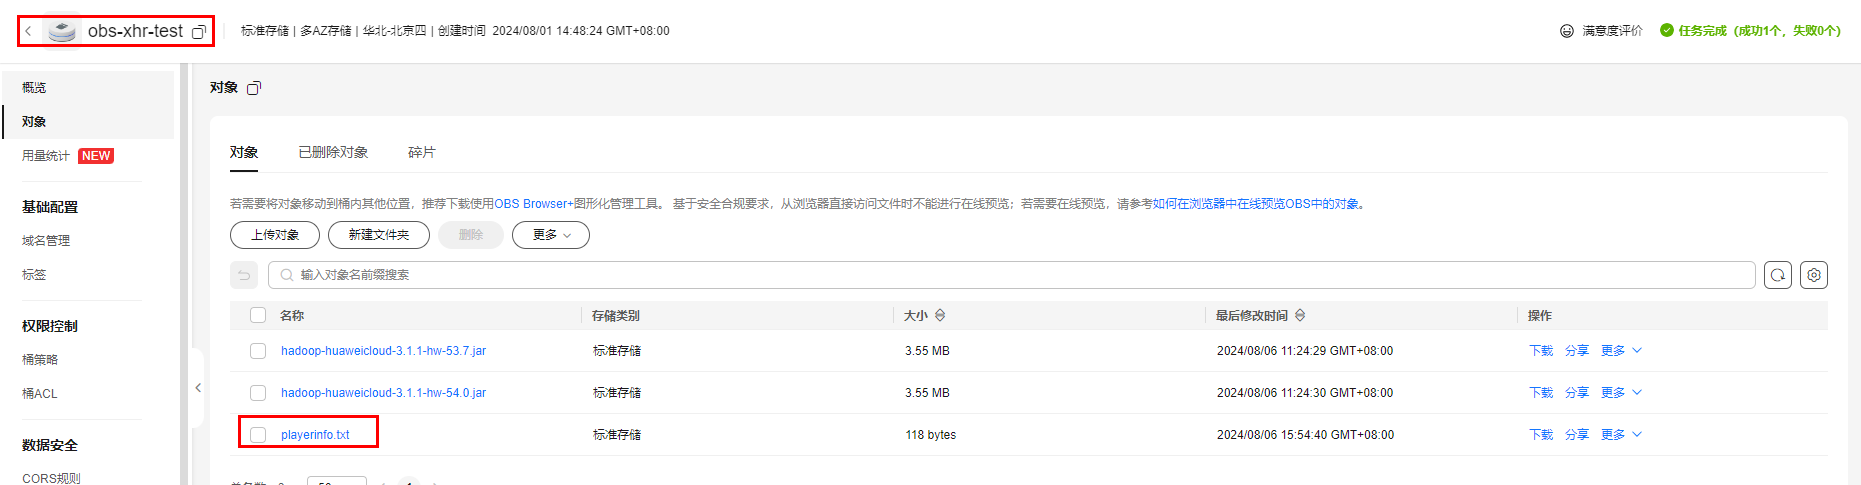 obs-xhr-test
标准存储 | 多AZ存储 | 华北-北京四 | 创建时间 2024/08/01 14:48:24 GMT+08:00
满意度评价
任务完成（成功1个，失败0个）
概览
对象
用量统计 NEW
基础配置
域名管理
标签
权限控制
桶策略
桶ACL
数据安全
CORS规则
对象
对象 已删除对象 碎片
若需要将对象移动到桶内其他位置，推荐下载使用OBS Browser+图形化管理工具。 基于安全合规要求，从浏览器直接访问文件时不能进行在线预览；若需要在线预览，请参考如何在浏览器中在线预览OBS中的对象。
上传对象 新建文件夹 删除 更多
输入对象名前缀搜索
名称 存储类别 大小 最后修改时间 操作
hadoop-huaweicloud-3.1.1-hw-53.7.jar 标准存储 3.55 MB 2024/08/06 11:24:29 GMT+08:00 下载 分享 更多
hadoop-huaweicloud-3.1.1-hw-54.0.jar 标准存储 3.55 MB 2024/08/06 11:24:30 GMT+08:00 下载 分享 更多
playerinfo.txt 标准存储 118 bytes 2024/08/06 15:54:40 GMT+08:00 下载 分享 更多